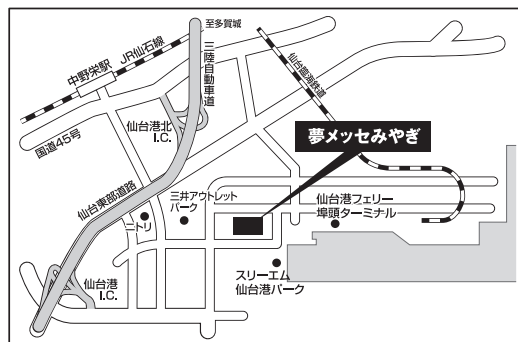 至多賀城
JR仙石線
中野栄駅
三陸自動車道
仙台臨海鉄道
仙台港北
I.C.
国道45号
夢メッセみやぎ
仙台東部道路
三井アウトレット
パーク
仙台港フェリー
埠頭ターミナル
ニトリ
スリーエム
仙台港パーク
仙台港
I.C.